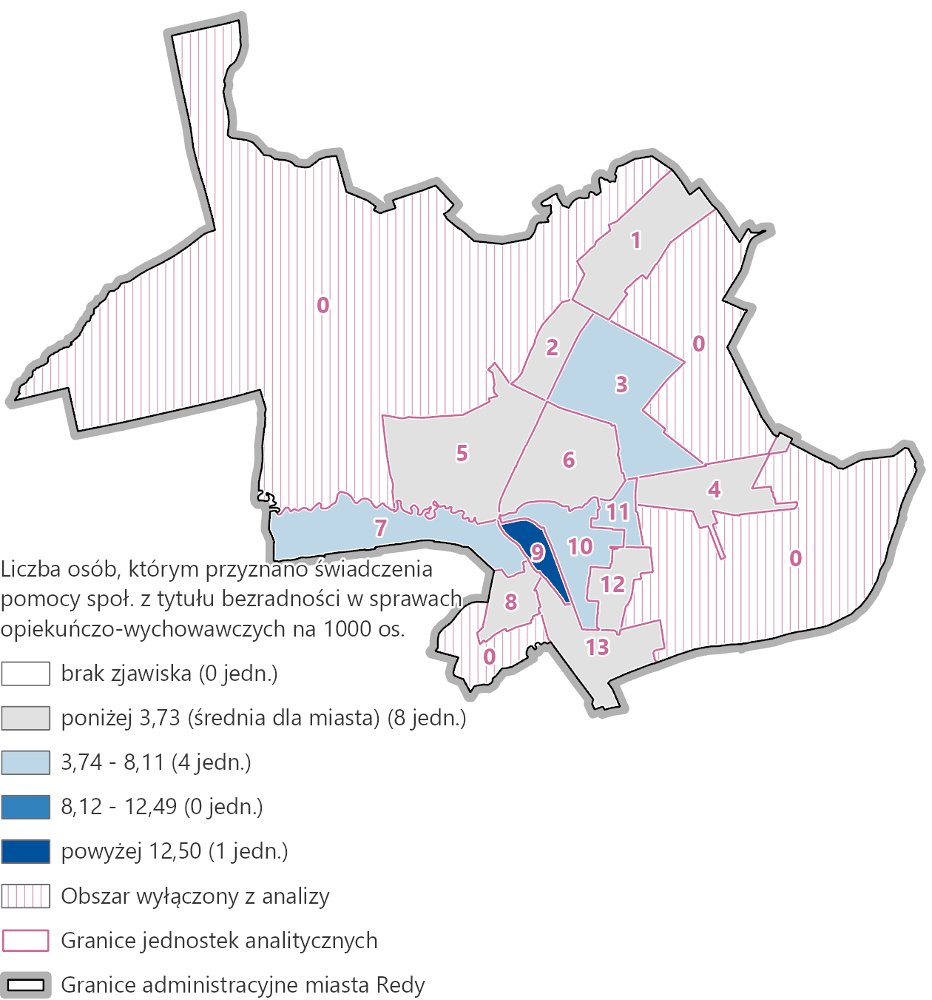 1
0
2
0
3
5
6
4
11
7
10
9
0
12
8
13
0
Liczba osób, którym przyznano świadczenia
pomocy społ. z tytułu bezradności w sprawach
opiekuńczo-wychowawczych na 1000 os.
brak zjawiska (0 jedn.)
poniżej 3,73 (średnia dla miasta) (8 jedn.)
3,74 - 8,11 (4 jedn.)
8,12 - 12,49 (0 jedn.)
powyżej 12,50 (1 jedn.)
Obszar wyłączony z analizy
Granice jednostek analitycznych
Granice administracyjne miasta Redy